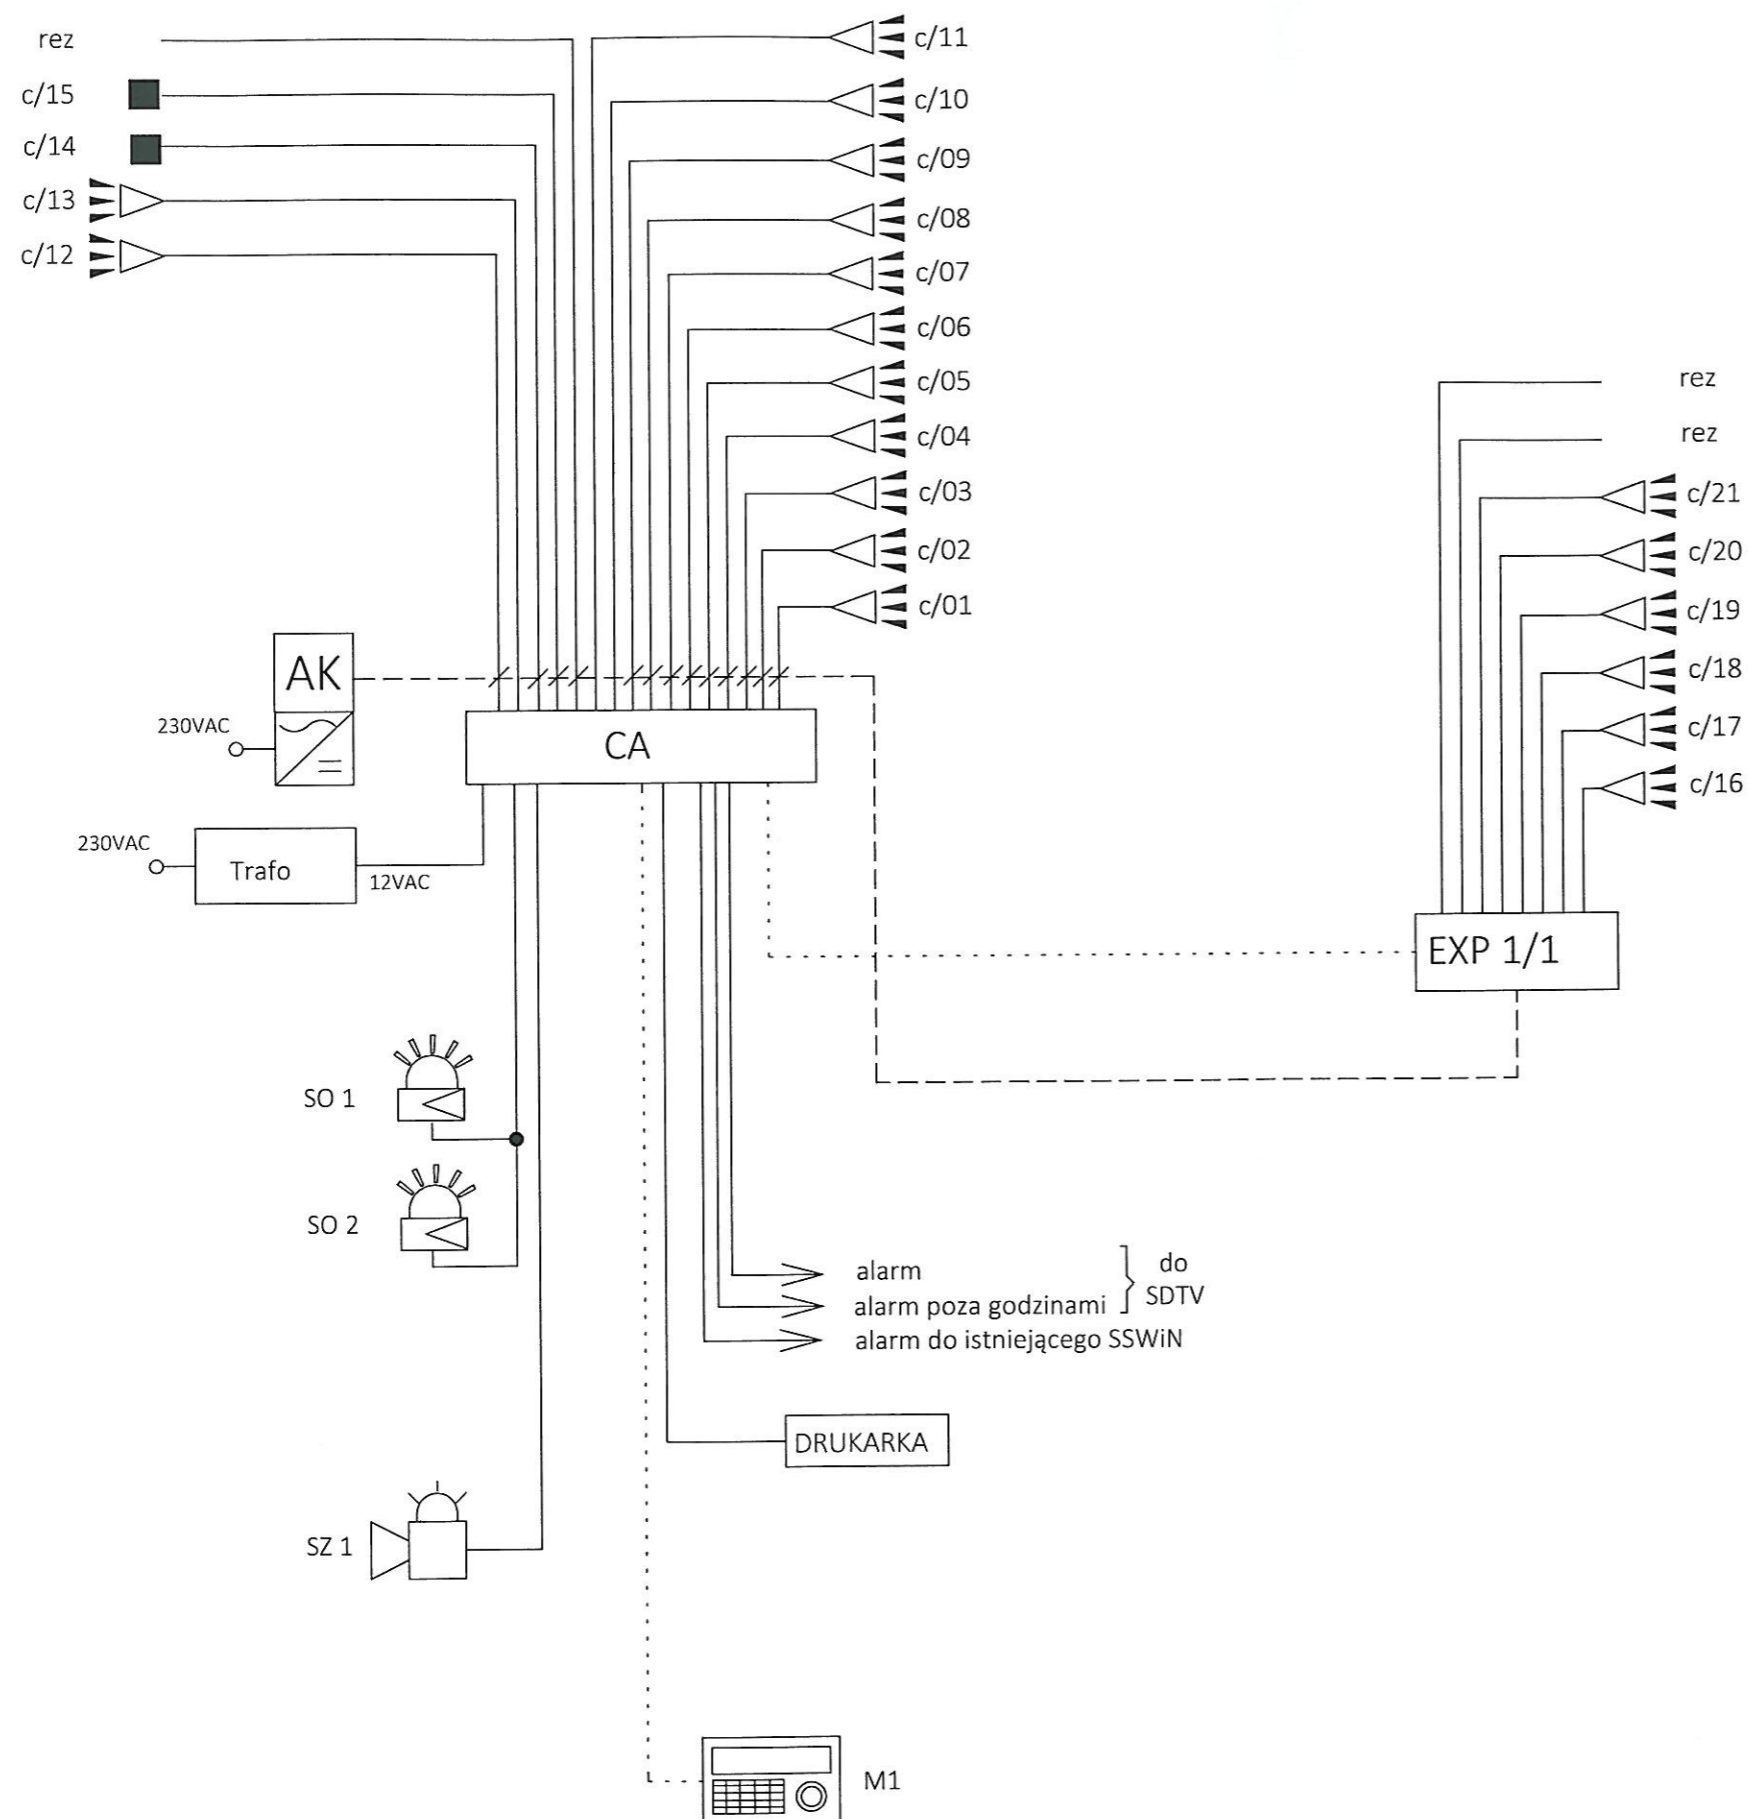 rez
c/15
c/14
c/13
c/12
c/11
c/10
c/09
c/08
c/07
c/06
c/05
c/04
c/03
c/02
c/01
rez
rez
c/21
c/20
c/19
c/18
c/17
c/16
AK
230VAC
CA
230VAC
Trafo
12VAC
EXP 1/1
SO 1
SO 2
alarm
alarm poza godzinami
do
SDTV
alarm do istniejącego SSWiN
DRUKARKA
SZ 1
M1